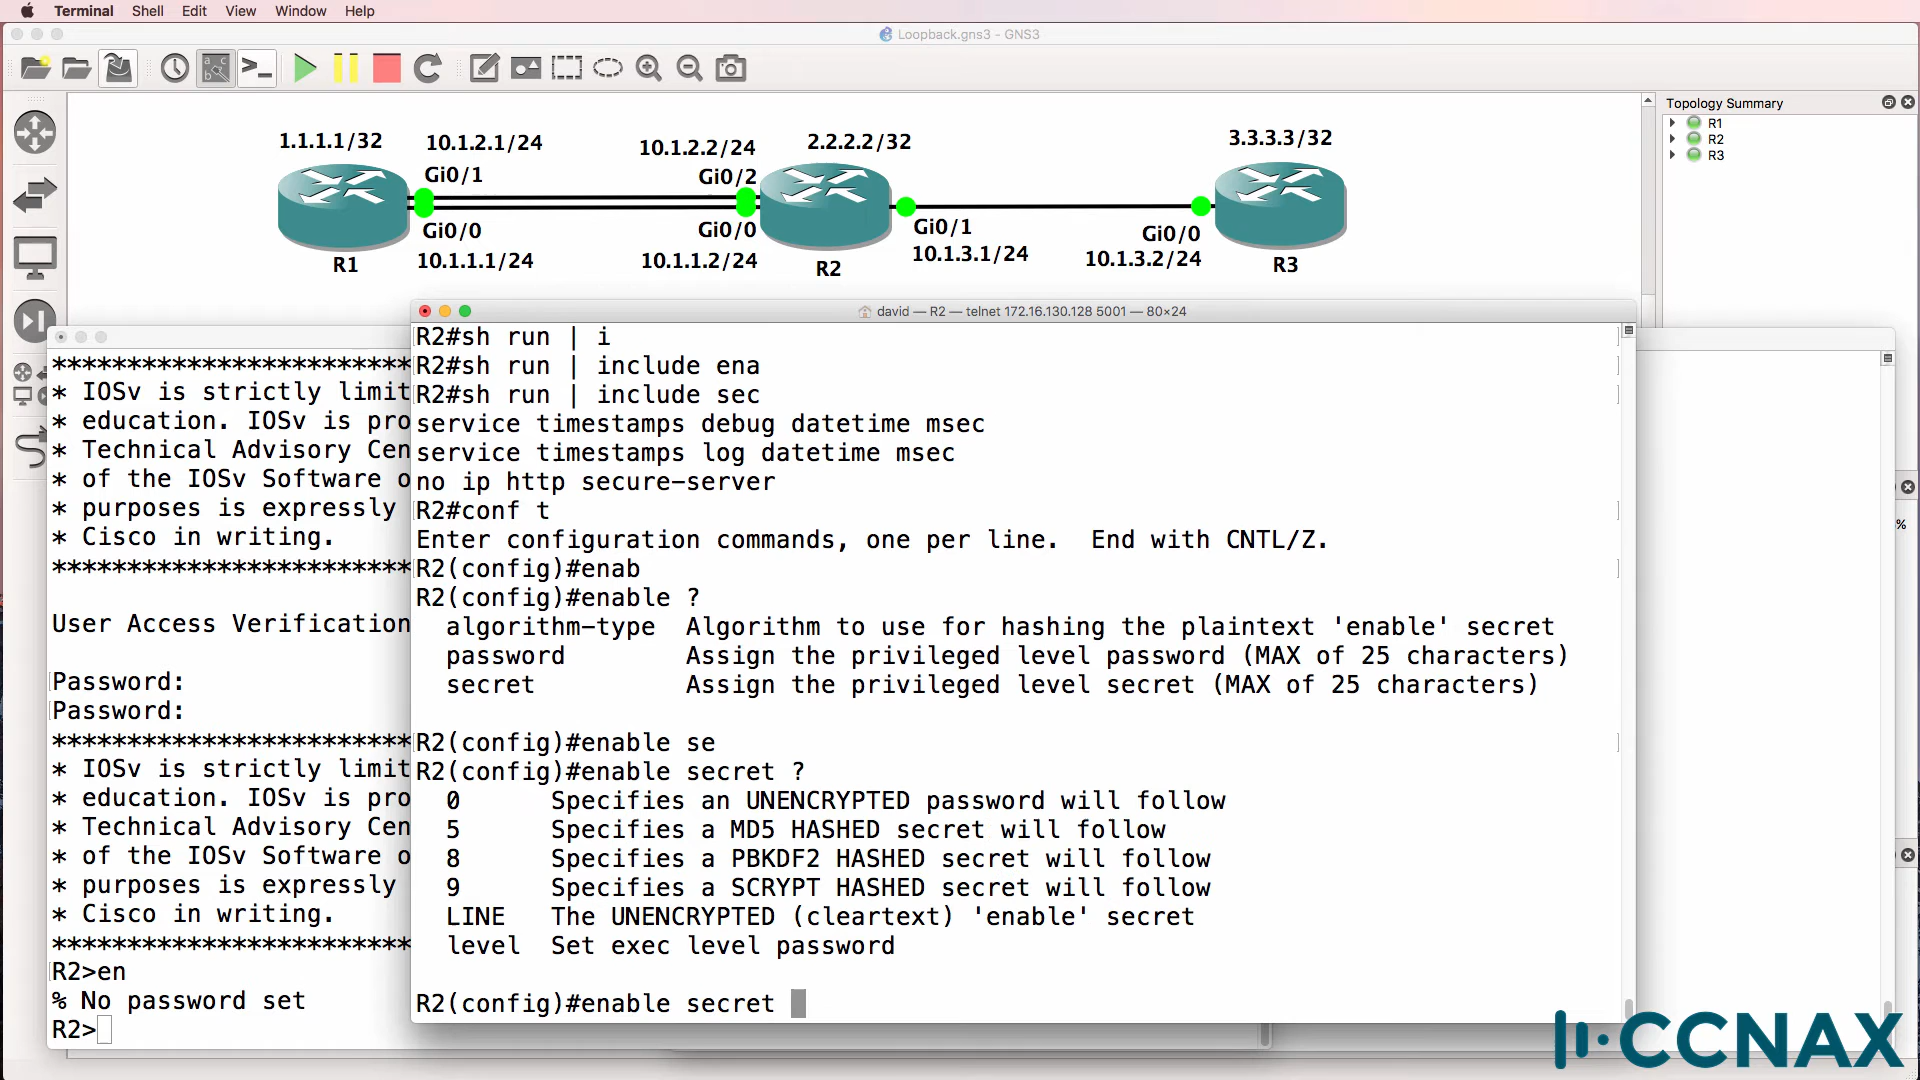 Terminal Shell Edit View Window Help
Loopback.gns3 - GNS3
Topology Summary
R1
R2
R3
1.1.1.1/32
10.1.2.1/24
Gi0/1
10.1.2.2/24
Gi0/2
2.2.2.2/32
3.3.3.3/32
Gi0/0
10.1.1.1/24
R1
Gi0/0
10.1.1.2/24
R2
Gi0/1
10.1.3.1/24
Gi0/0
10.1.3.2/24
R3
david — R2 — telnet 172.16.130.128 5001 — 80×24
R2#sh run | i
R2#sh run | include ena
R2#sh run | include sec
service timestamps debug datetime msec
service timestamps log datetime msec
no ip http secure-server
R2#conf t
Enter configuration commands, one per line.  End with CNTL/Z.
R2(config)#enab
R2(config)#enable ?
algorithm-type  Algorithm to use for hashing the plaintext 'enable' secret
password        Assign the privileged level password (MAX of 25 characters)
secret          Assign the privileged level secret (MAX of 25 characters)
R2(config)#enable se
R2(config)#enable secret ?
0      Specifies an UNENCRYPTED password will follow
5      Specifies a MD5 HASHED secret will follow
8      Specifies a PBKDF2 HASHED secret will follow
9      Specifies a SCRYPT HASHED secret will follow
LINE   The UNENCRYPTED (cleartext) 'enable' secret
level  Set exec level password
R2(config)#enable secret
******************************
* IOSv is strictly limit
* education. IOSv is pro
* Technical Advisory Cen
* of the IOSv Software o
* purposes is expressly
* Cisco in writing.
******************************
User Access Verification
Password:
Password:
******************************
* IOSv is strictly limit
* education. IOSv is pro
* Technical Advisory Cen
* of the IOSv Software o
* purposes is expressly
* Cisco in writing.
******************************
R2>en
% No password set
R2>
%
CCNAX